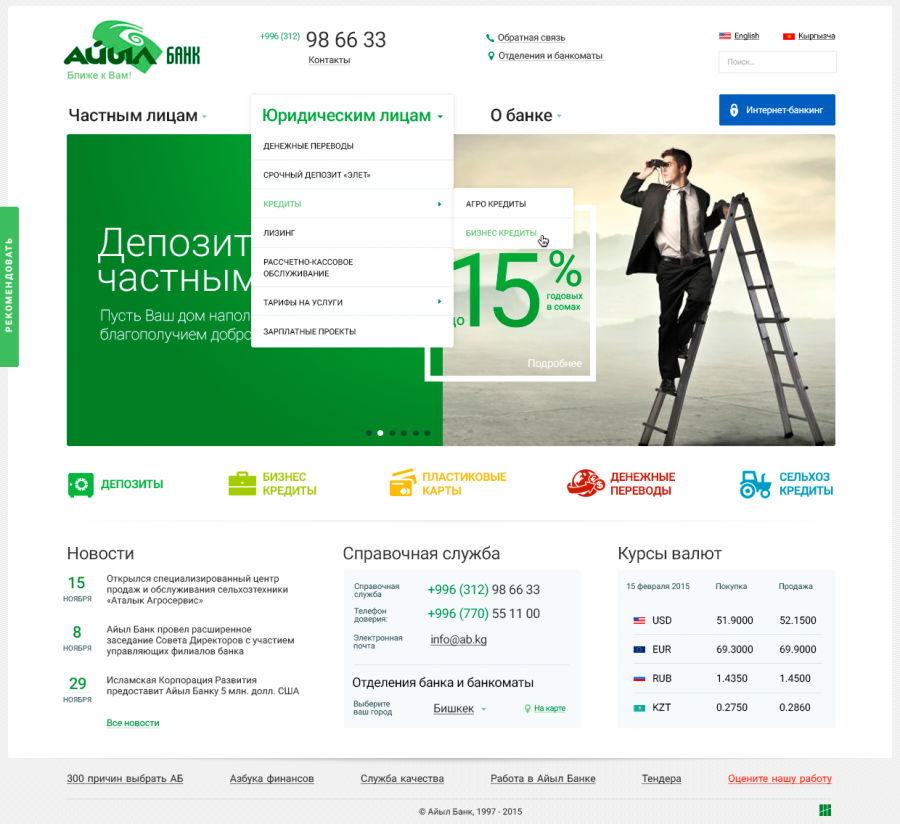 АЙЫЛ БАНК
Ближе к Вам!
+996 (312) 98 66 33
Контакты
Обратная связь
Отделения и банкоматы
English
Кыргызча
Поиск...
Частным лицам
Юридическим лицам
О банке
Интернет-банкинг
РЕКОМЕНДОВАТЬ
ДЕНЕЖНЫЕ ПЕРЕВОДЫ
СРОЧНЫЙ ДЕПОЗИТ «ЭЛЕТ»
КРЕДИТЫ
ЛИЗИНГ
РАССЧЕТНО-КАССОВОЕ
ОБСЛУЖИВАНИЕ
ТАРИФЫ НА УСЛУГИ
ЗАРПЛАТНЫЕ ПРОЕКТЫ
АГРО КРЕДИТЫ
БИЗНЕС КРЕДИТЫ
Депозит
частным
Пусть Ваш дом напол
благополучием добро
до 15 %
годовых
в сомах
Подробнее
ДЕПОЗИТЫ
БИЗНЕС
КРЕДИТЫ
ПЛАСТИКОВЫЕ
КАРТЫ
ДЕНЕЖНЫЕ
ПЕРЕВОДЫ
СЕЛЬХОЗ
КРЕДИТЫ
Новости
15
НОЯБРЯ
Открылся специализированный центр
продаж и обслуживания сельхозтехники
«Аталык Агросервис»
8
НОЯБРЯ
Айыл Банк провел расширенное
заседание Совета Директоров с участием
управляющих филиалов банка
29
НОЯБРЯ
Исламская Корпорация Развития
предоставит Айыл Банку 5 млн. долл. США
Все новости
Справочная служба
Справочная
служба
+996 (312) 98 66 33
Телефон
доверия:
+996 (770) 55 11 00
Электронная
почта
info@ab.kg
Отделения банка и банкоматы
Выберите
ваш город
Бишкек
На карте
Курсы валют
15 февраля 2015 Покупка Продажа
USD 51.9000 52.1500
EUR 69.3000 69.9000
RUB 1.4350 1.4500
KZT 0.2750 0.2860
300 причин выбрать АБ
Азбука финансов
Служба качества
Работа в Айыл Банке
Тендера
Оцените нашу работу
© Айыл Банк, 1997 - 2015